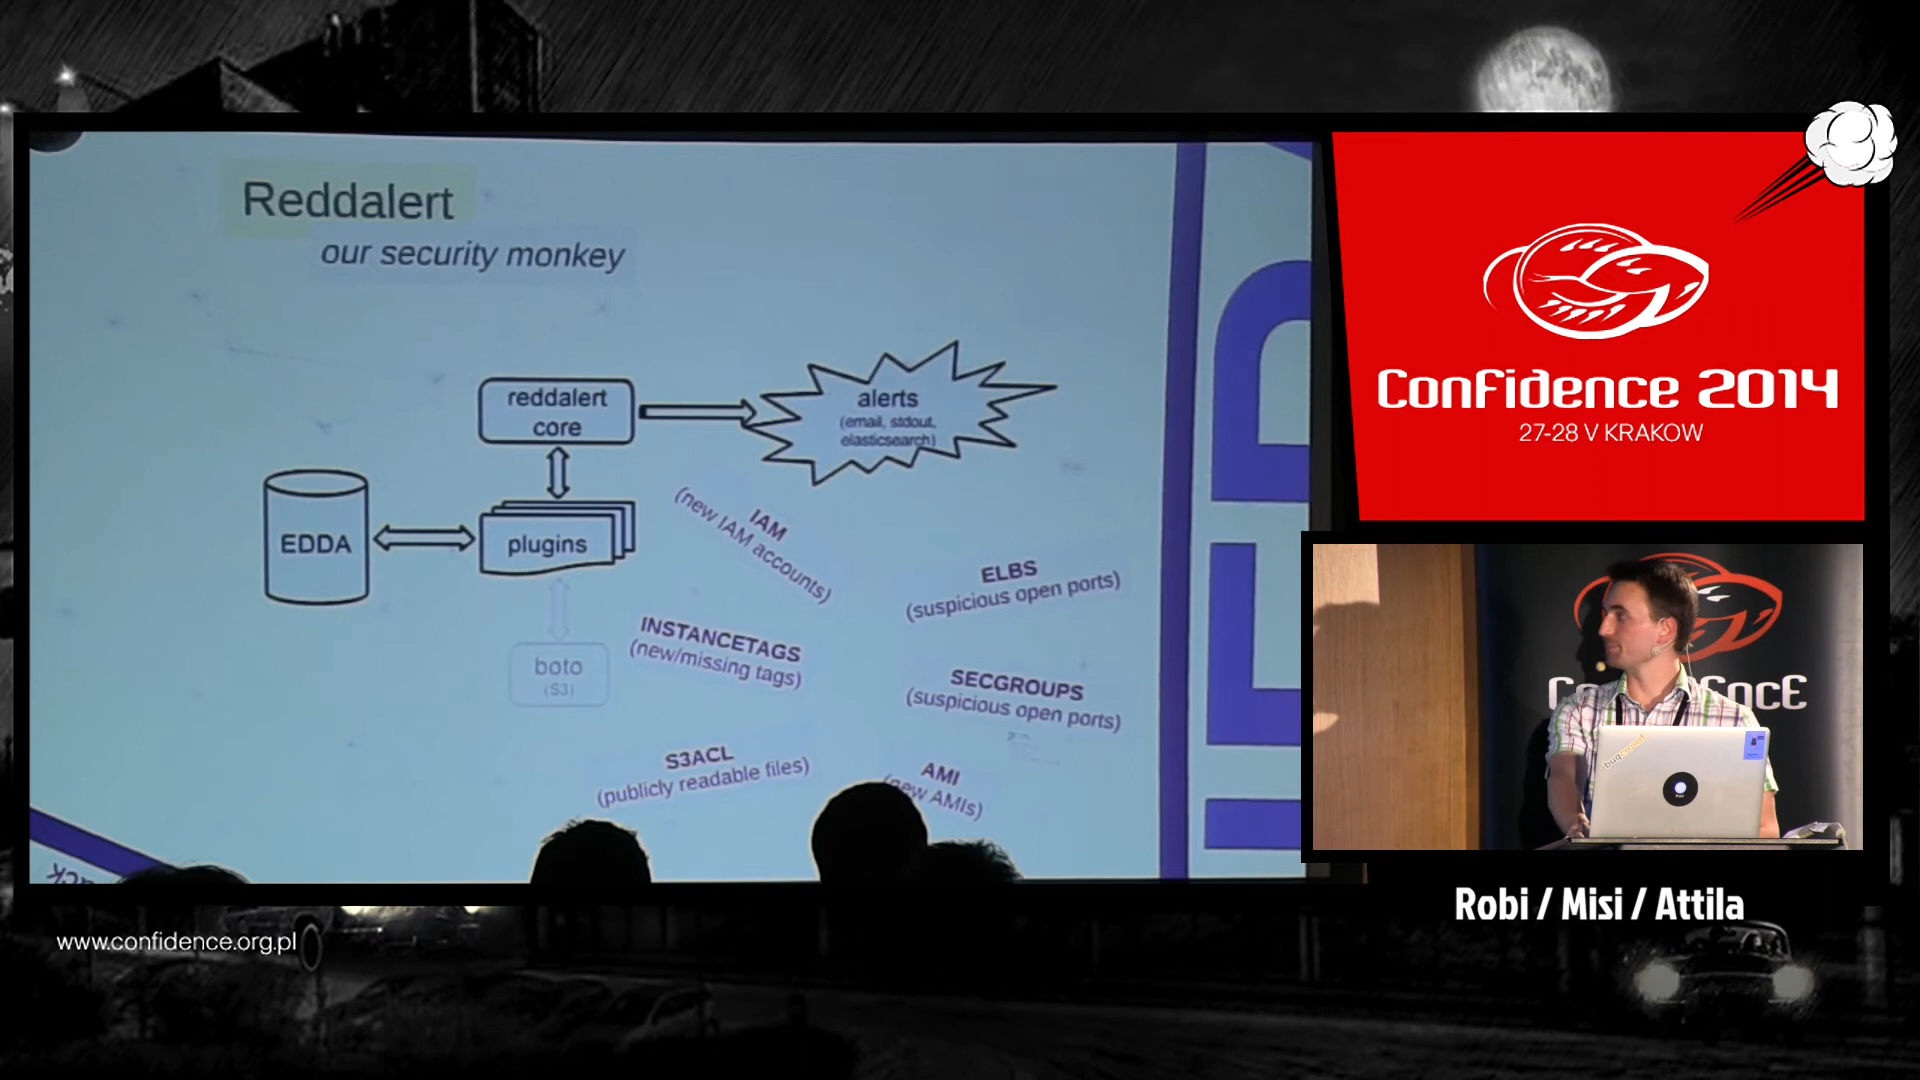 Reddalert
our security monkey
reddalert
core
alerts
(email, stdout,
elasticsearch)
EDDA
plugins
boto
(S3)
IAM
(new IAM accounts)
ELBS
(suspicious open ports)
INSTANCETAGS
(new/missing tags)
SECGROUPS
(suspicious open ports)
S3ACL
(publicly readable files)
AMI
(new AMIs)
ConFidence 2014
27-28 V KRAKOW
bugcrowd
Robi / Misi / Attila
www.confidence.org.pl